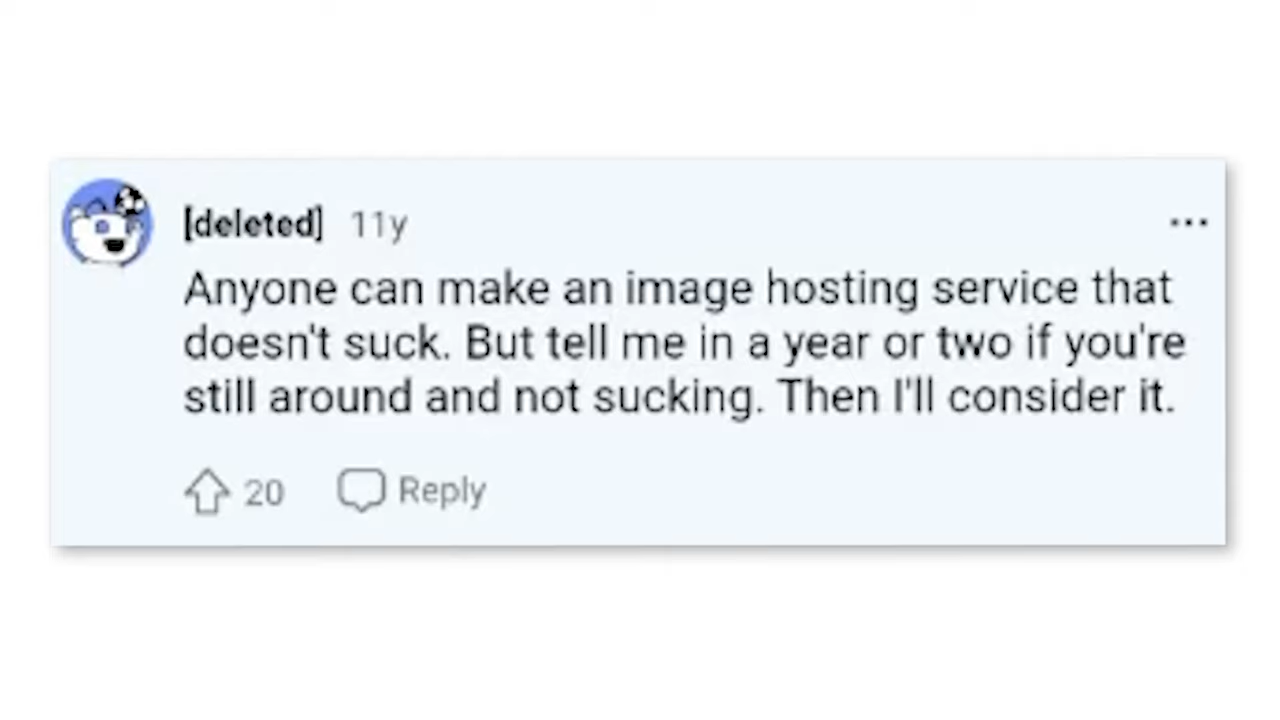 [deleted] 11y
Anyone can make an image hosting service that
doesn't suck. But tell me in a year or two if you're
still around and not sucking. Then I'll consider it.
20 Reply